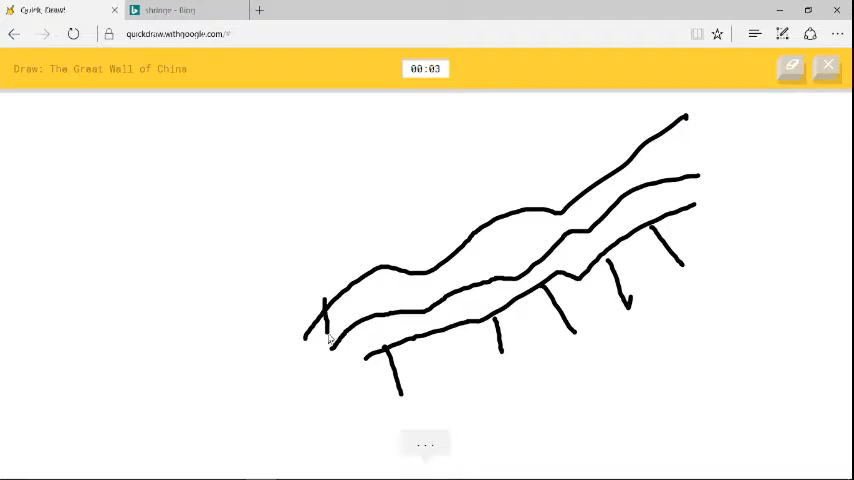 Quick, Draw!
shringe - Bing
quickdraw.withgoogle.com/#
Draw: The Great Wall of China
00:03
...